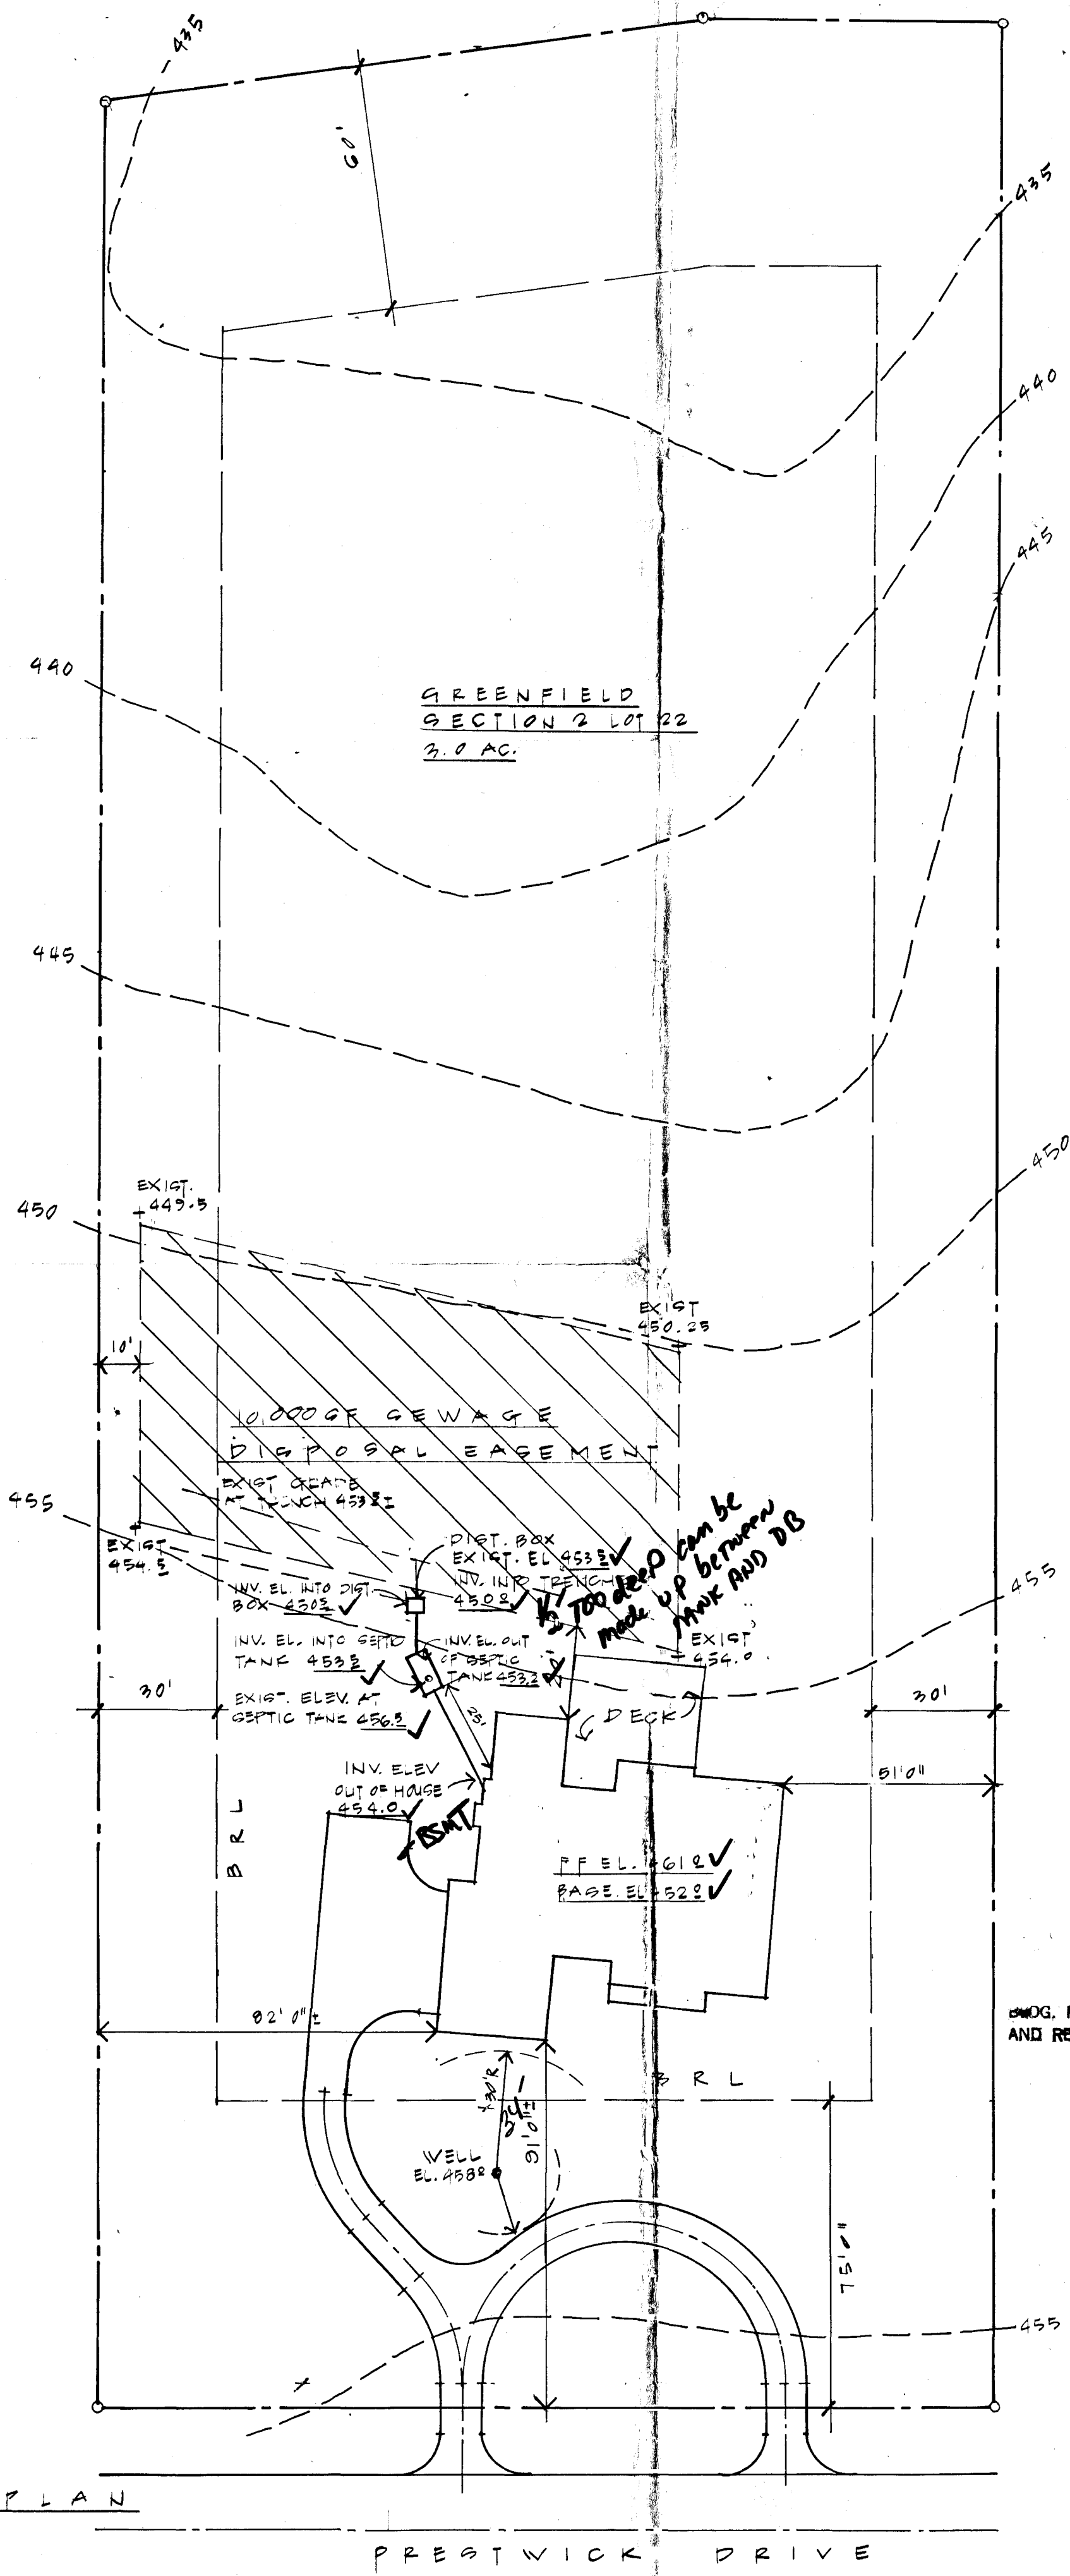 435
60'
435
440
445
440
GREENFIELD
SECTION 2 LOT 22
3.0 AC.
445
450
EXIST.
449.5
450
EXIST
450.25
10'
10,000 SF SEWAGE
DISPOSAL EASEMENT
EXIST GRADE
AT TRENCH 453
455
EXIST
454.5
DIST. BOX
EXIST. EL 453 ✓
INV. INTO TRENCH
450 ✓
1/2' TOO deep can be
made up between
TANK AND DB
455
INV. EL. INTO DIST.
BOX 450 ✓
INV. EL. INTO SEPTIC
TANK 453 ✓
INV. EL. OUT
OF SEPTIC
TANK 453.2
EXIST
454.0
EXIST. ELEV. AT
SEPTIC TANK 456.5 ✓
30'
25'
DECK
30'
51'0"
INV. ELEV
OUT OF HOUSE
454.0 ✓
BSMT
BRL
FF EL. 461 ✓
BASE. EL 452 ✓
82'0"±
BLDG.
AND RE
BRL
30'R
91'0"±
WELL
EL. 458
75'0"
455
PLAN
PRESTWICK DRIVE